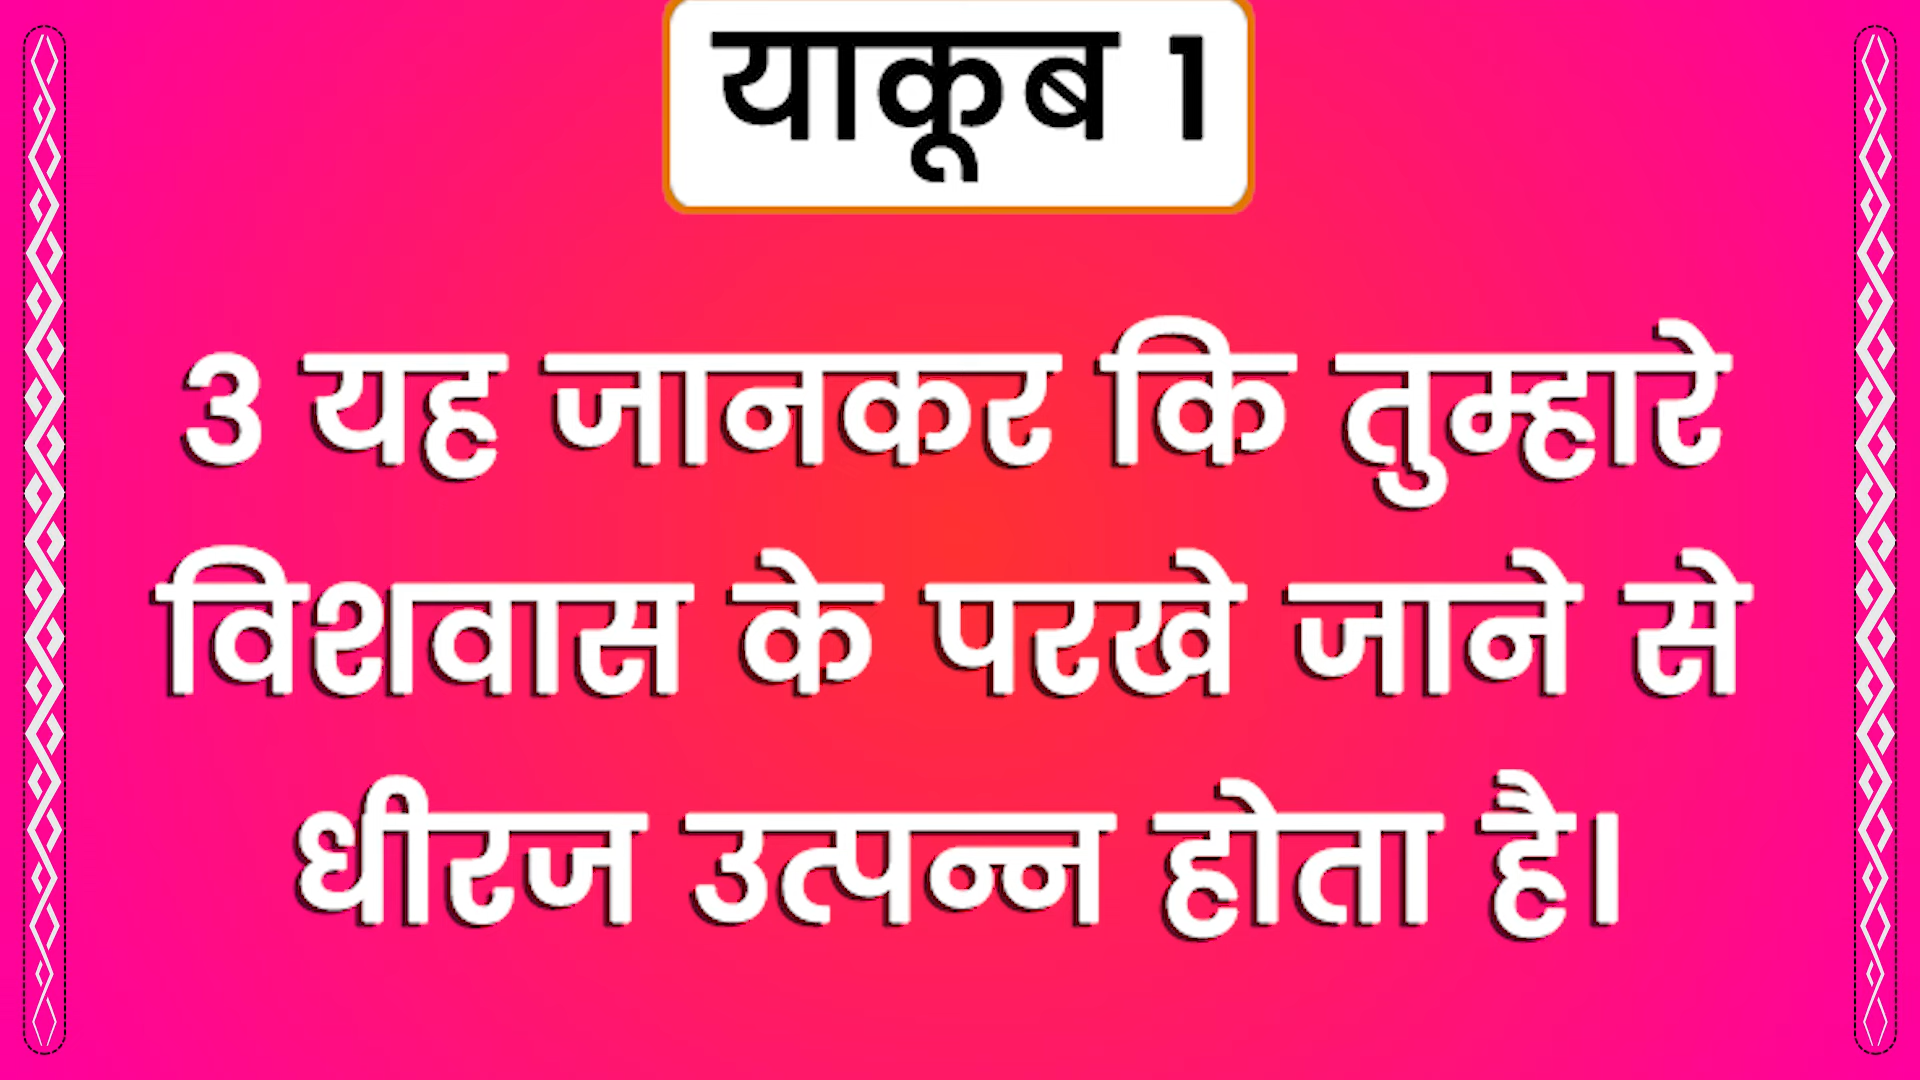 याकूब 1
3 यह जानकर कि तुम्हारे
विशवास के परखे जाने से
धीरज उत्पन्न होता है।